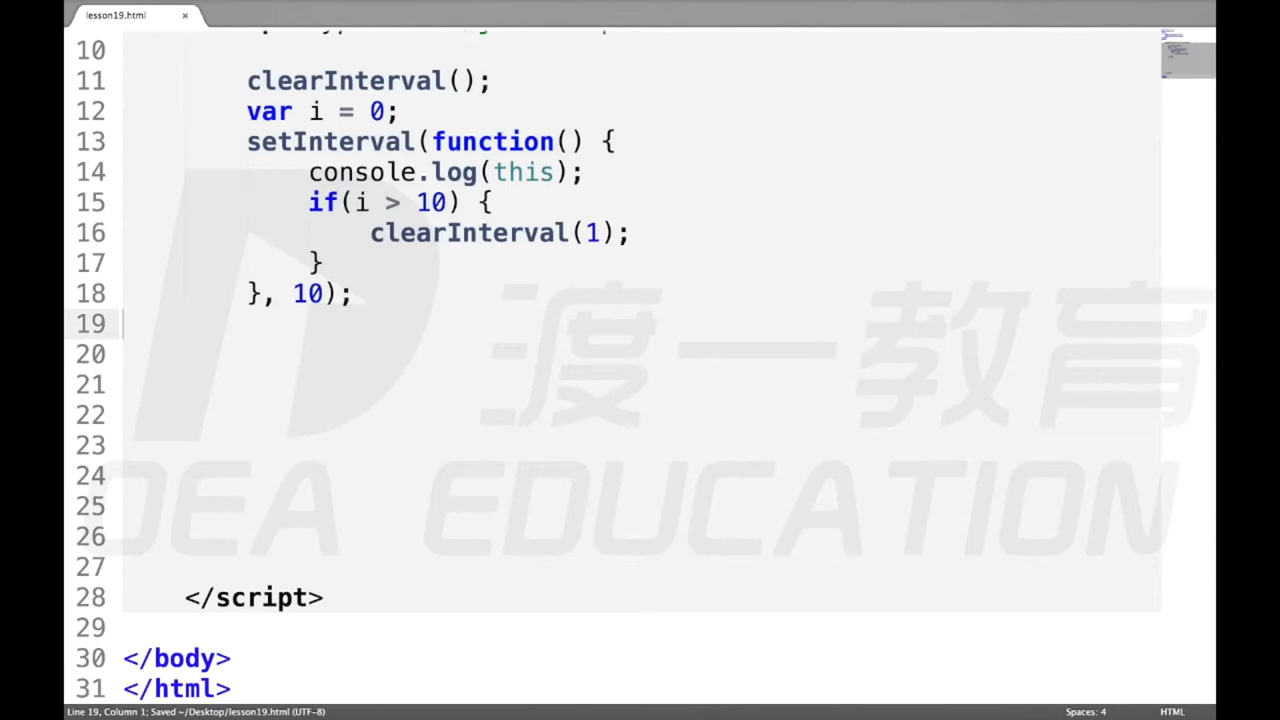 lesson19.html
10
11 clearInterval();
12 var i = 0;
13 setInterval(function() {
14 console.log(this);
15 if(i > 10) {
16 clearInterval(1);
17 }
18 }, 10);
19
20
21
22
23
24
25
26
27
28 </script>
29
30 </body>
31 </html>
渡一教育
DEA EDUCATION
Line 19, Column 1; Saved ~/Desktop/lesson19.html (UTF-8)
Spaces: 4
HTML